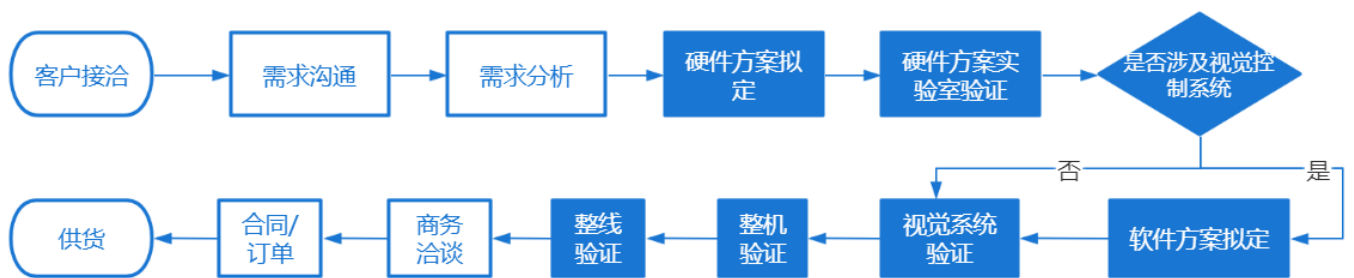 客户接洽
需求沟通
需求分析
硬件方案拟
定
硬件方案实
验室验证
是否涉及视觉控
制系统
否
是
供货
合同/
订单
商务
洽谈
整线
验证
整机
验证
视觉系统
验证
软件方案拟定